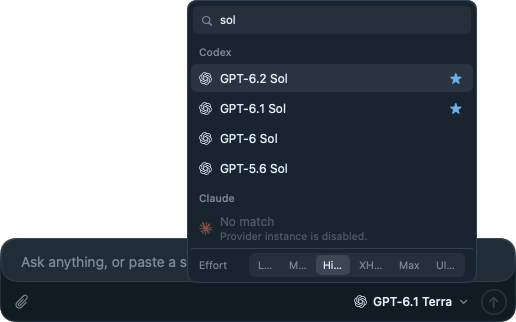 sol
Codex
GPT-6.2 Sol
GPT-6.1 Sol
GPT-6 Sol
GPT-5.6 Sol
Claude
No match
Provider instance is disabled.
Effort L... M... Hi... XH... Max Ul...
Ask anything, or paste a s
GPT-6.1 Terra